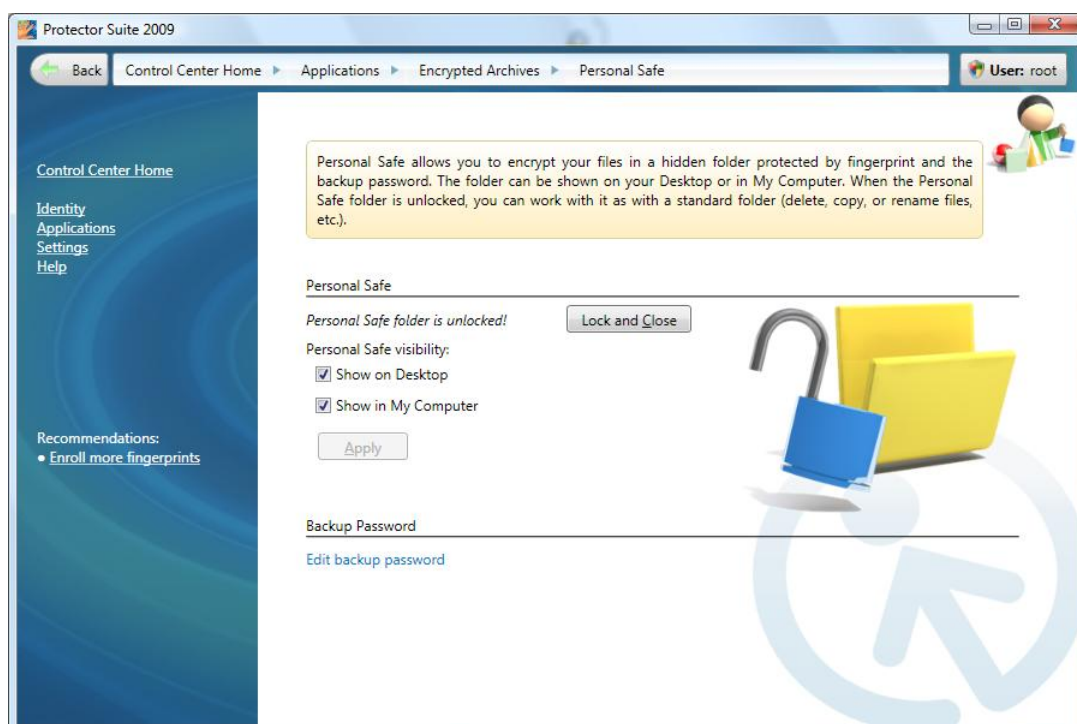 Protector Suite 2009
Back Control Center Home Applications Encrypted Archives Personal Safe User: root
Control Center Home
Identity
Applications
Settings
Help
Recommendations:
• Enroll more fingerprints
Personal Safe allows you to encrypt your files in a hidden folder protected by fingerprint and the
backup password. The folder can be shown on your Desktop or in My Computer. When the Personal
Safe folder is unlocked, you can work with it as with a standard folder (delete, copy, or rename files,
etc.).
Personal Safe
Personal Safe folder is unlocked! Lock and Close
Personal Safe visibility:
Show on Desktop
Show in My Computer
Apply
Backup Password
Edit backup password